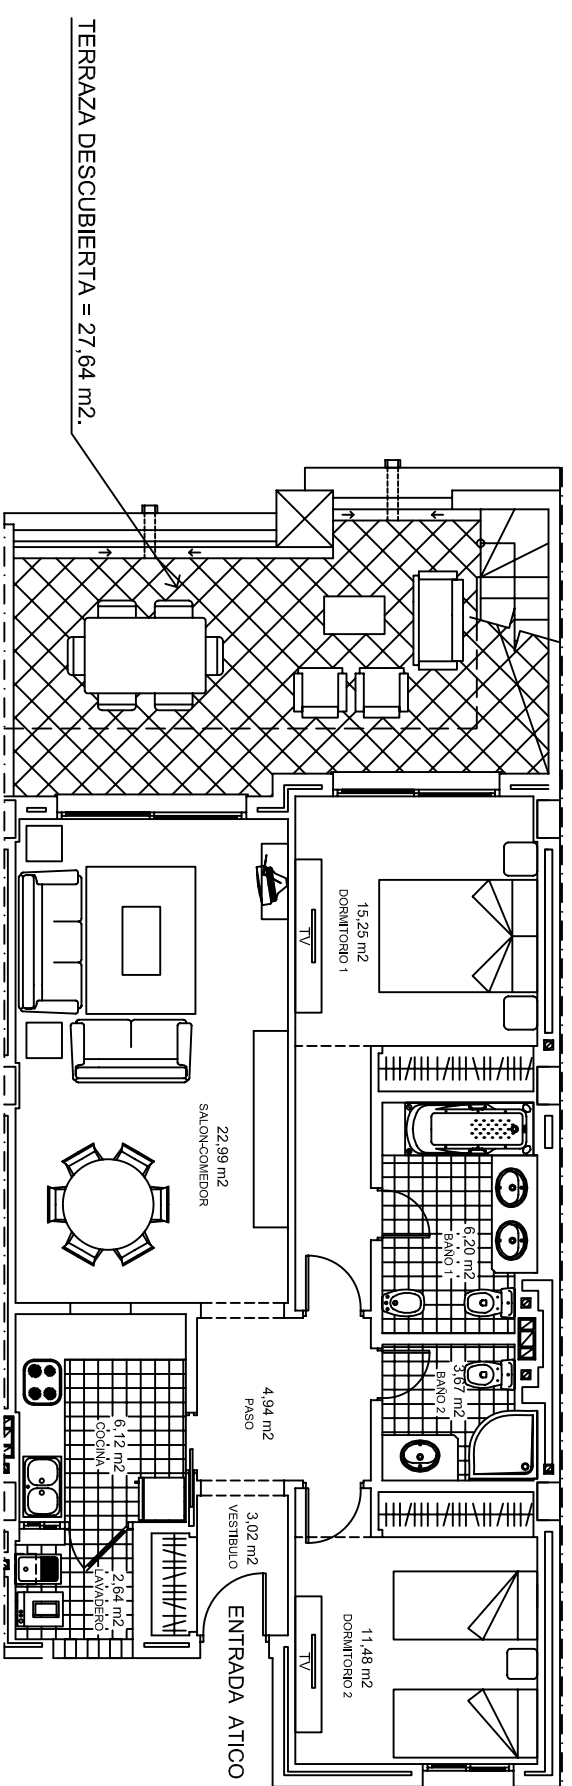 TERRAZA DESCUBIERTA = 27,64 m2.
15,25 m2
DORMITORIO 1
TV
22,99 m2
SALON-COMEDOR
6,20 m2
BAÑO 1
3,67 m2
BAÑO 2
4,94 m2
PASO
6,12 m2
COCINA
3,02 m2
VESTIBULO
2,64 m2
LAVADERO
ENTRADA ATICO
11,48 m2
DORMITORIO 2
TV